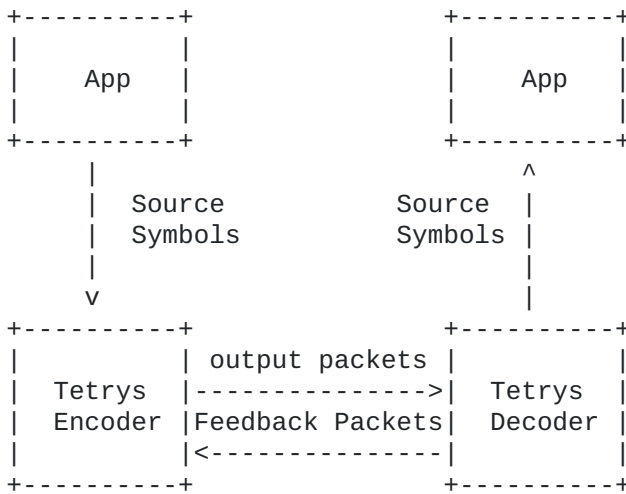 App App
Source Source
Symbols Symbols
output packets
Tetrys Tetrys
Encoder Feedback Packets Decoder